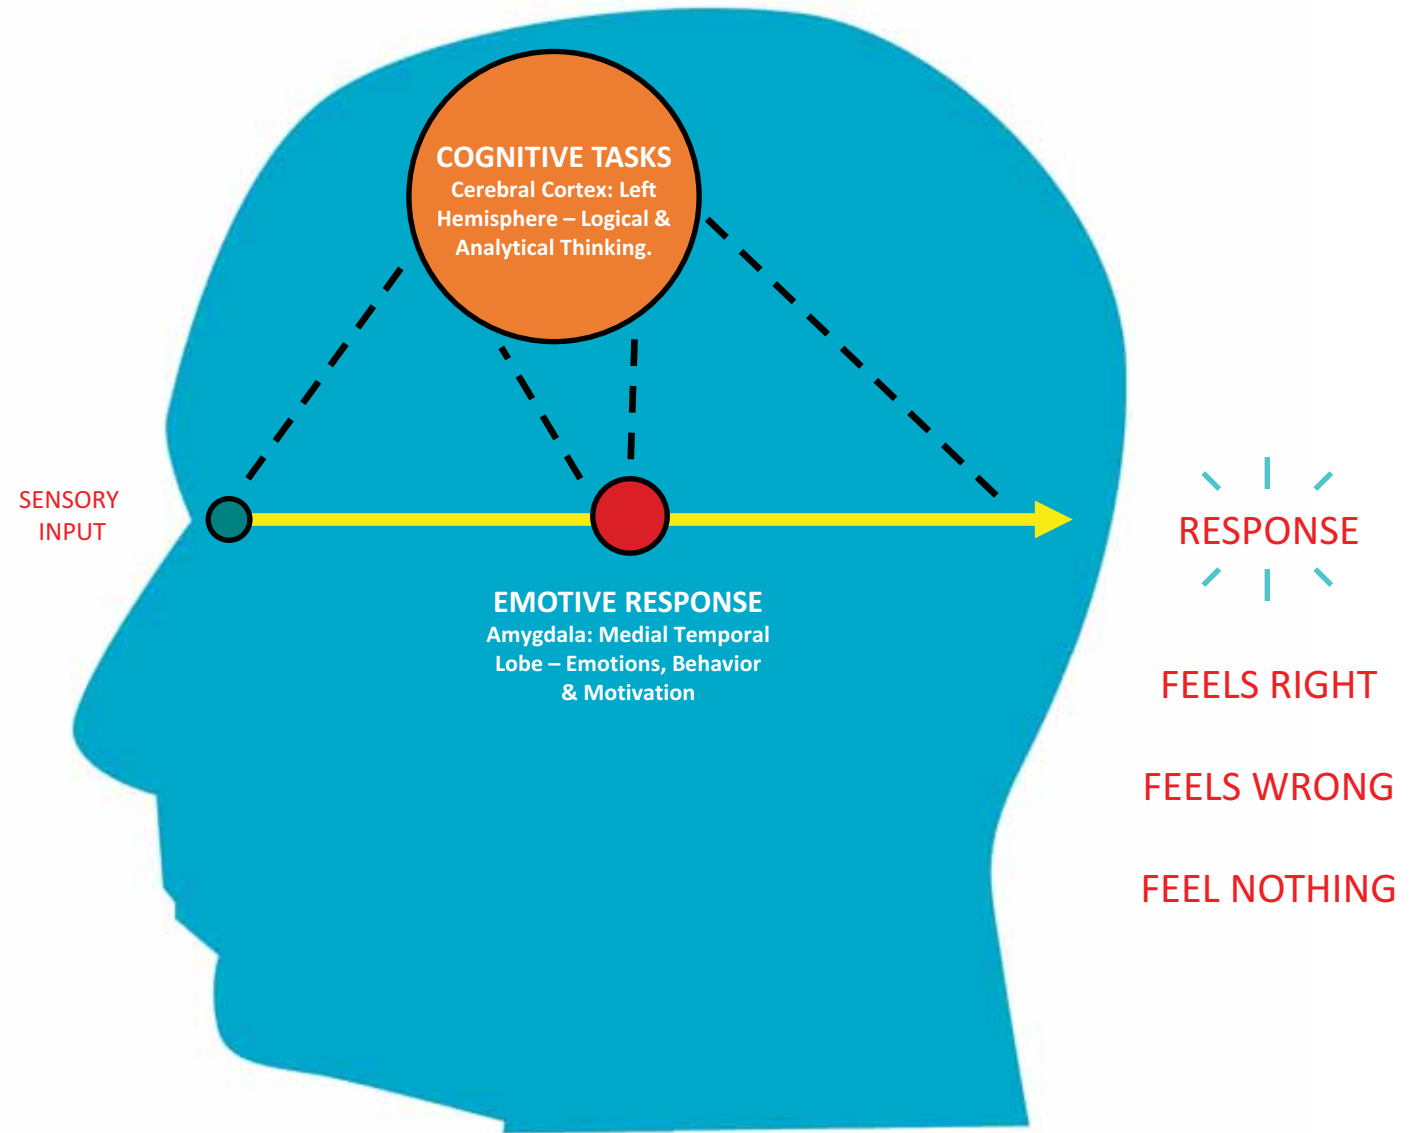 COGNITIVE TASKS
Cerebral Cortex: Left
Hemisphere – Logical &
Analytical Thinking.
SENSORY
INPUT
EMOTIVE RESPONSE
Amygdala: Medial Temporal
Lobe – Emotions, Behavior
& Motivation
RESPONSE
FEELS RIGHT
FEELS WRONG
FEEL NOTHING